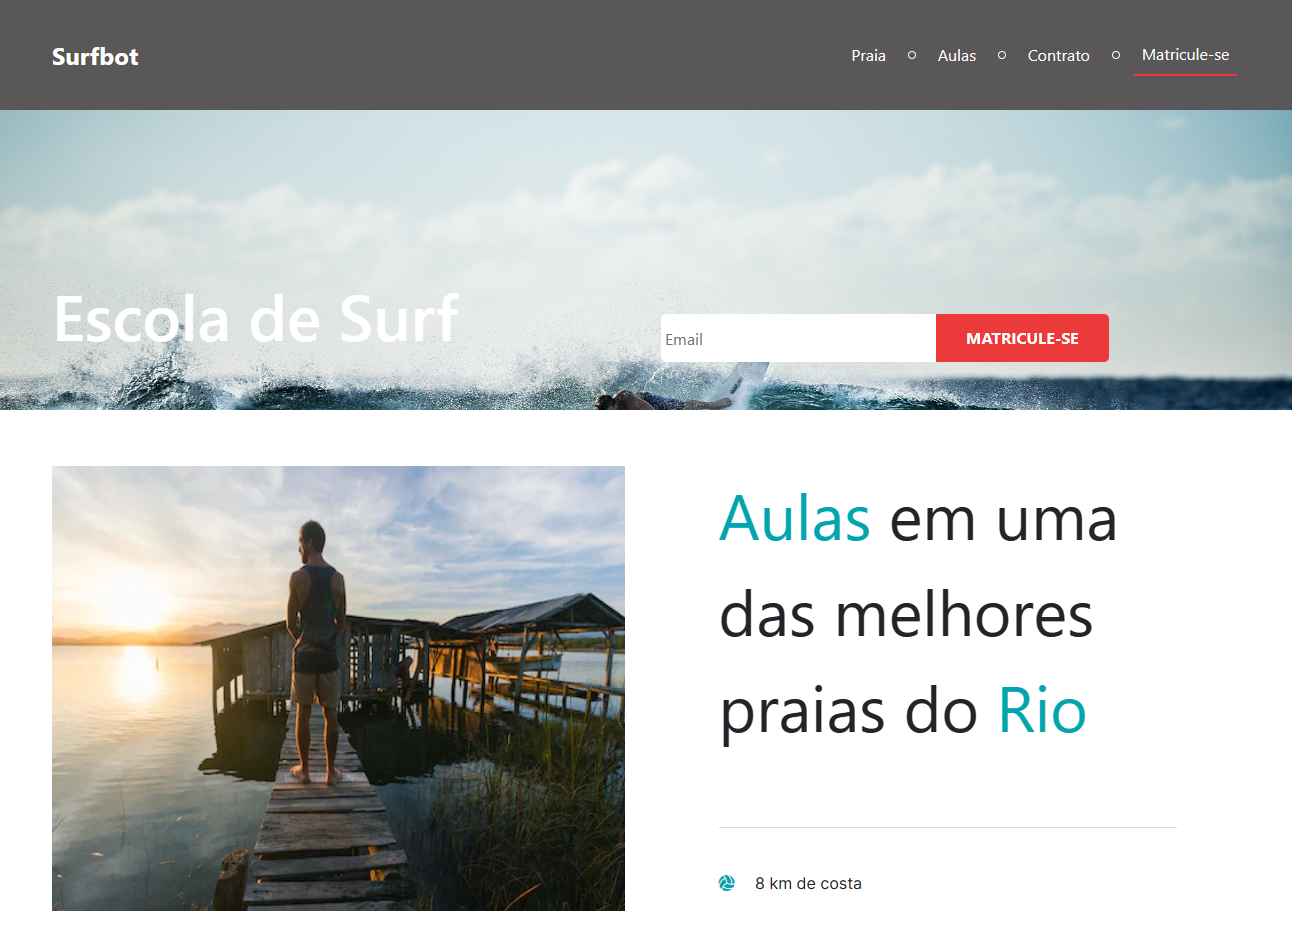 Surfbot
Praia
Aulas
Contrato
Matricule-se
Escola de Surf
Email
MATRICULE-SE
Aulas em uma
das melhores
praias do Rio
8 km de costa